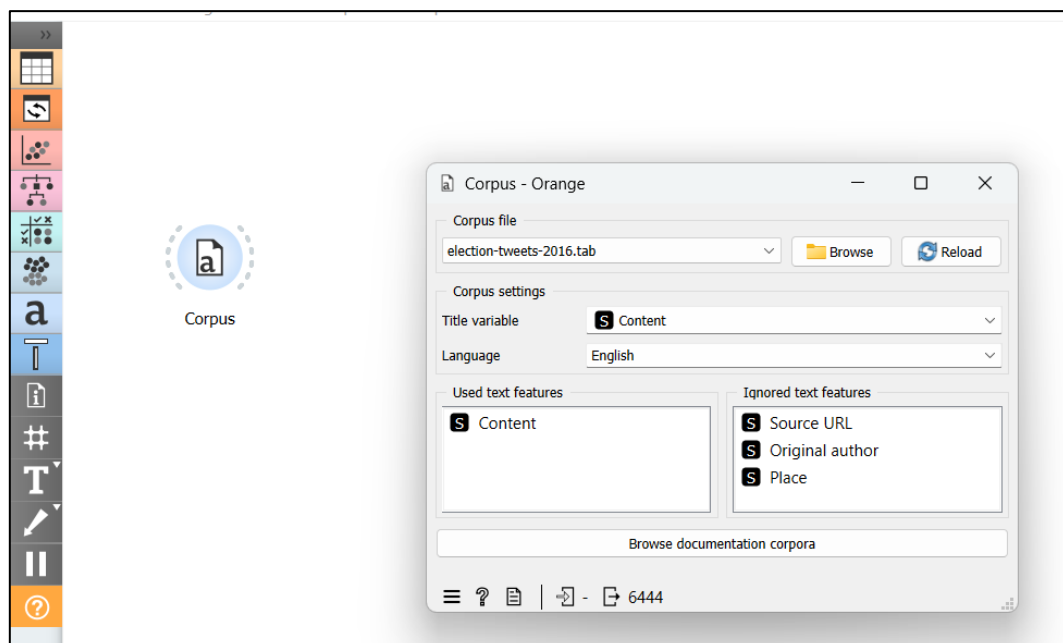 Corpus - Orange
Corpus file
election-tweets-2016.tab
Browse
Reload
Corpus settings
Title variable
S Content
Language
English
Used text features
Ignored text features
S Content
S Source URL
S Original author
S Place
Browse documentation corpora
- 6444
Corpus